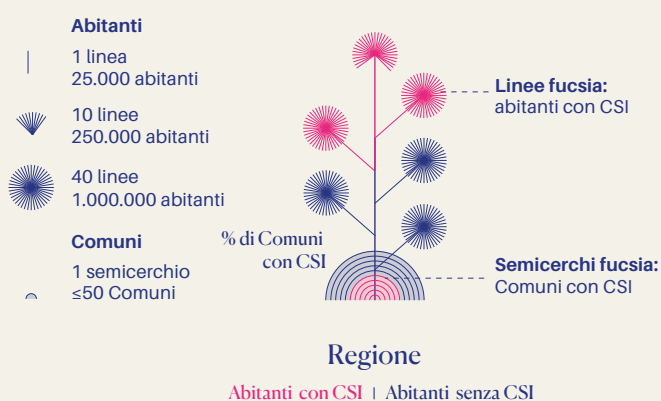 Abitanti
1 linea
25.000 abitanti
10 linee
250.000 abitanti
40 linee
1.000.000 abitanti
Comuni
1 semicerchio
≤50 Comuni
Linee fucsia:
abitanti con CSI
% di Comuni
con CSI
Semicerchi fucsia:
Comuni con CSI
Regione
Abitanti con CSI | Abitanti senza CSI